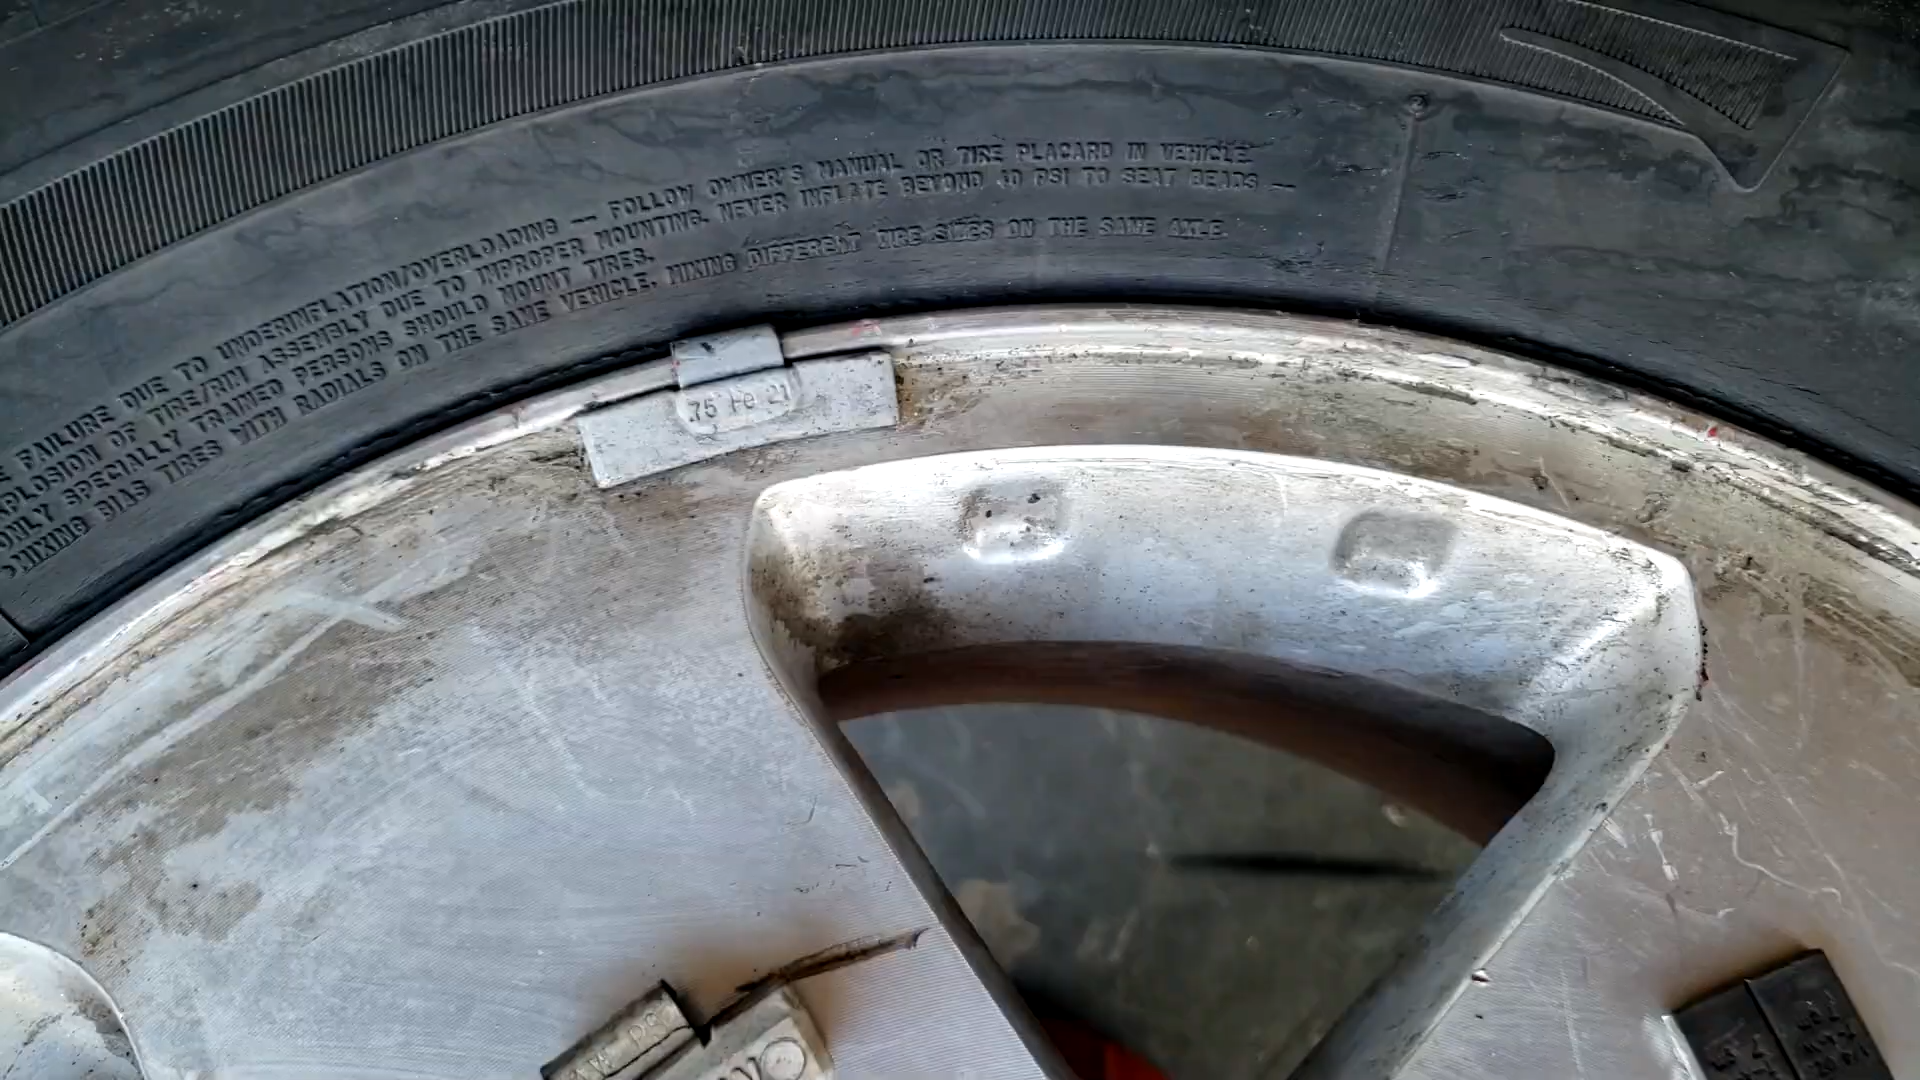 FAILURE DUE TO UNDERINFLATION/OVERLOADING — FOLLOW OWNER'S MANUAL OR TIRE PLACARD IN VEHICLE.
EXPLOSION OF TIRE/RIM ASSEMBLY DUE TO IMPROPER MOUNTING. NEVER INFLATE BEYOND 40 PSI TO SEAT BEADS —
ONLY SPECIALLY TRAINED PERSONS SHOULD MOUNT TIRES.
MIXING BIAS TIRES WITH RADIALS ON THE SAME VEHICLE. MIXING DIFFERENT TIRE SIZES ON THE SAME AXLE.
.75 Fe 21